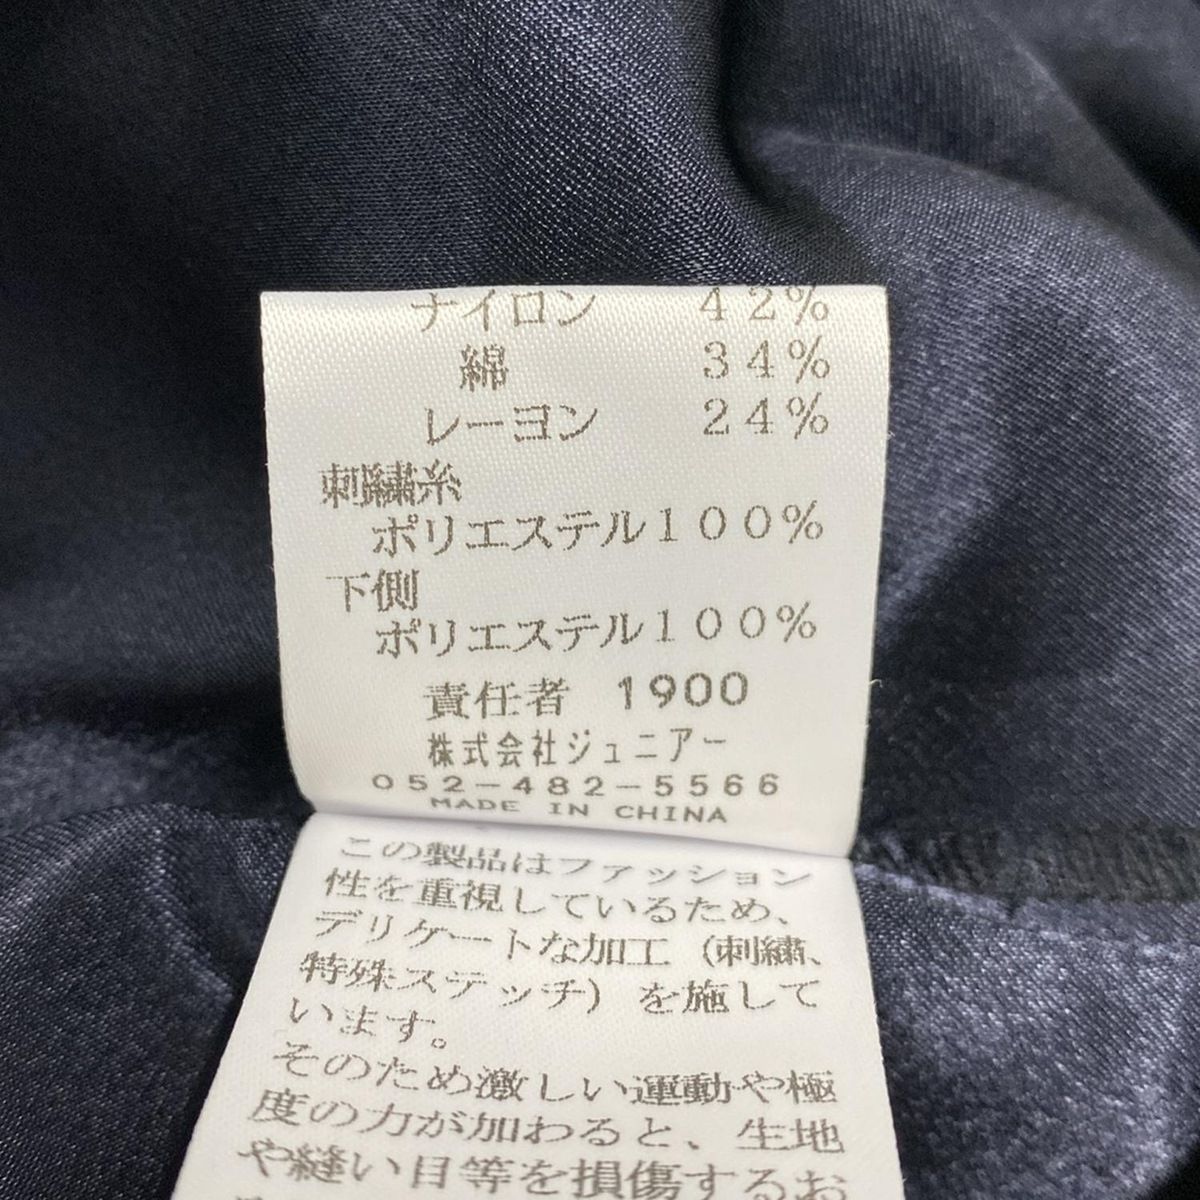 ナイロン 42%
綿 34%
レーヨン 24%
刺繍糸
ポリエステル100%
下側
ポリエステル100%
責任者 1900
株式会社ジュニアー
052-482-5566
MADE IN CHINA
この製品はファッション
性を重視しているため、
デリケートな加工(刺繍、
特殊ステッチ)を施して
います。
そのため激しい運動や極
度の力が加わると、生地
や縫い目等を損傷するお